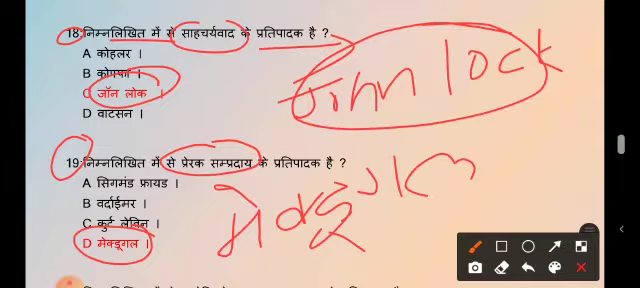 18:निम्नलिखित में से साहचर्यवाद के प्रतिपादक है ?
A कोहलर ।
B कोफ्का ।
C जॉन लोक ।
D वाटसन ।
John lock
19:निम्नलिखित में से प्रेरक सम्प्रदाय के प्रतिपादक है ?
A सिगमंड फ्रायड ।
B वर्दाईमर ।
C कुर्ट लेविन ।
D मेक्डूगल ।
मेक्डूगल